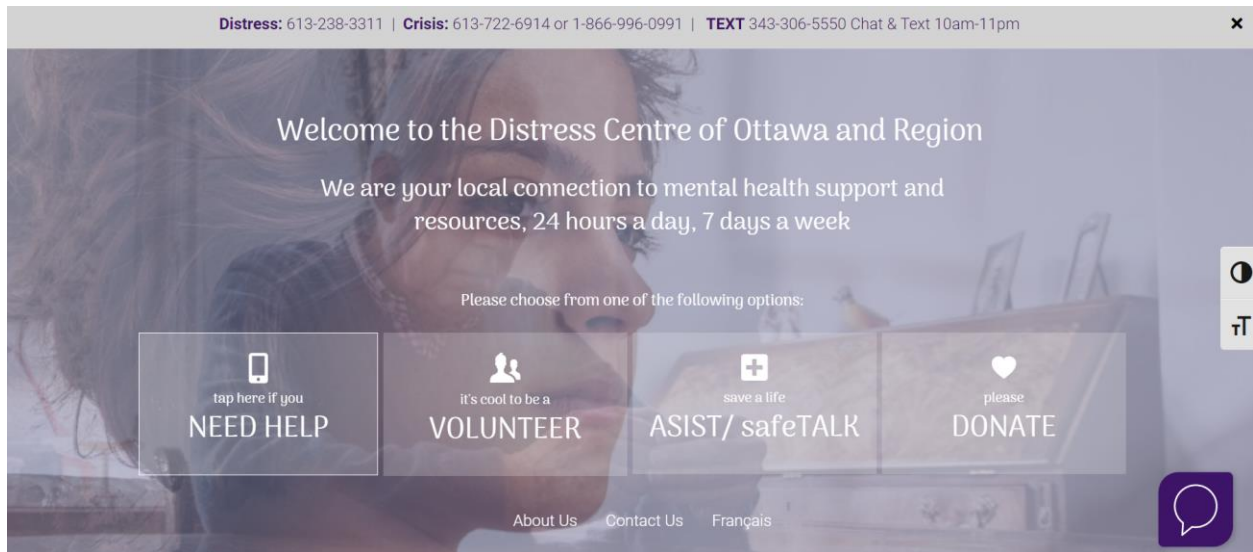 Distress: 613-238-3311 | Crisis: 613-722-6914 or 1-866-996-0991 | TEXT 343-306-5550 Chat & Text 10am-11pm
Welcome to the Distress Centre of Ottawa and Region
We are your local connection to mental health support and
resources, 24 hours a day, 7 days a week
Please choose from one of the following options:
tap here if you
NEED HELP
it's cool to be a
VOLUNTEER
save a life
ASIST/ safeTALK
please
DONATE
About Us Contact Us Français